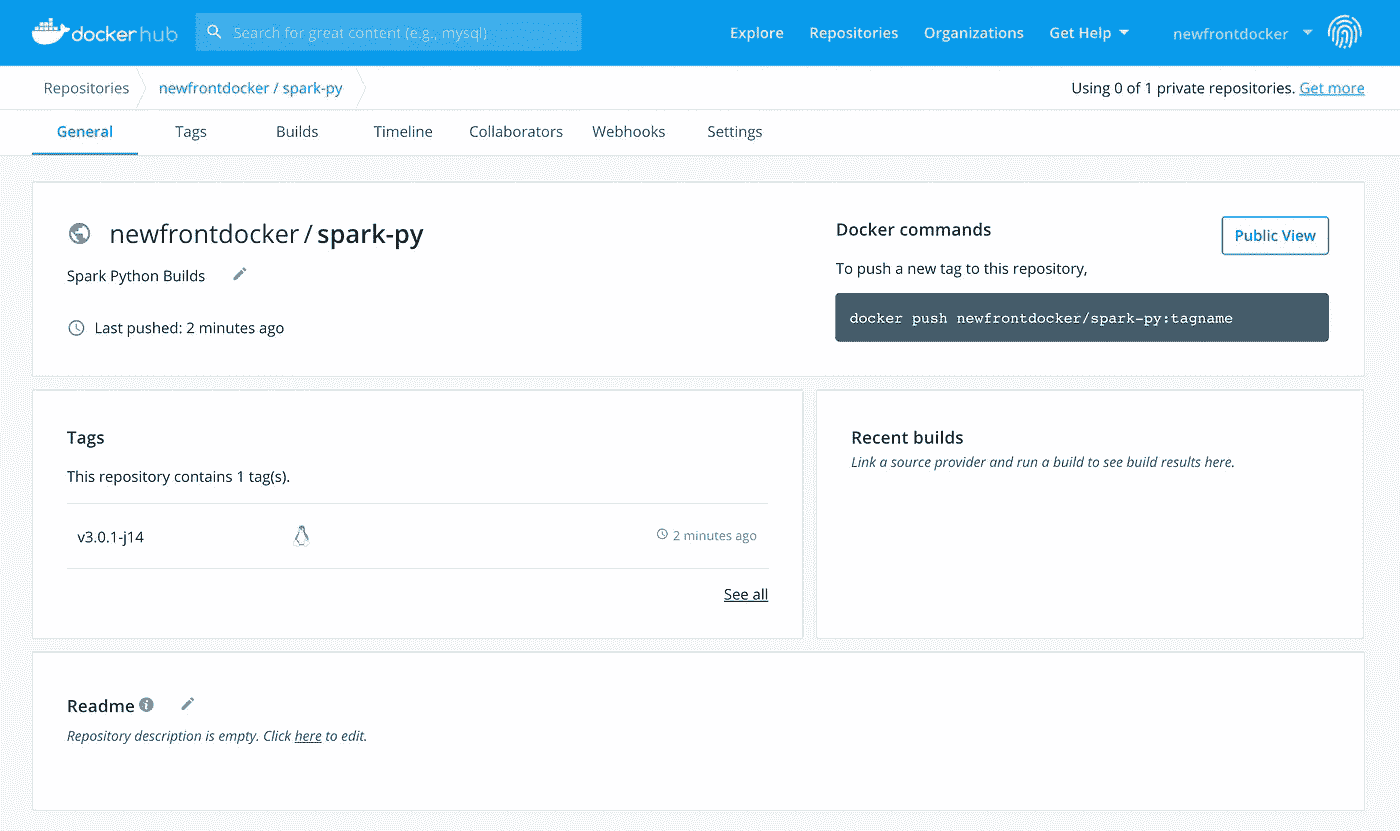 dockerhub
Search for great content (e.g., mysql)
Explore
Repositories
Organizations
Get Help
newfrontdocker
Repositories
newfrontdocker / spark-py
Using 0 of 1 private repositories. Get more
General
Tags
Builds
Timeline
Collaborators
Webhooks
Settings
newfrontdocker / spark-py
Spark Python Builds
Last pushed: 2 minutes ago
Docker commands
Public View
To push a new tag to this repository,
docker push newfrontdocker/spark-py:tagname
Tags
This repository contains 1 tag(s).
v3.0.1-j14
2 minutes ago
See all
Recent builds
Link a source provider and run a build to see build results here.
Readme
Repository description is empty. Click here to edit.